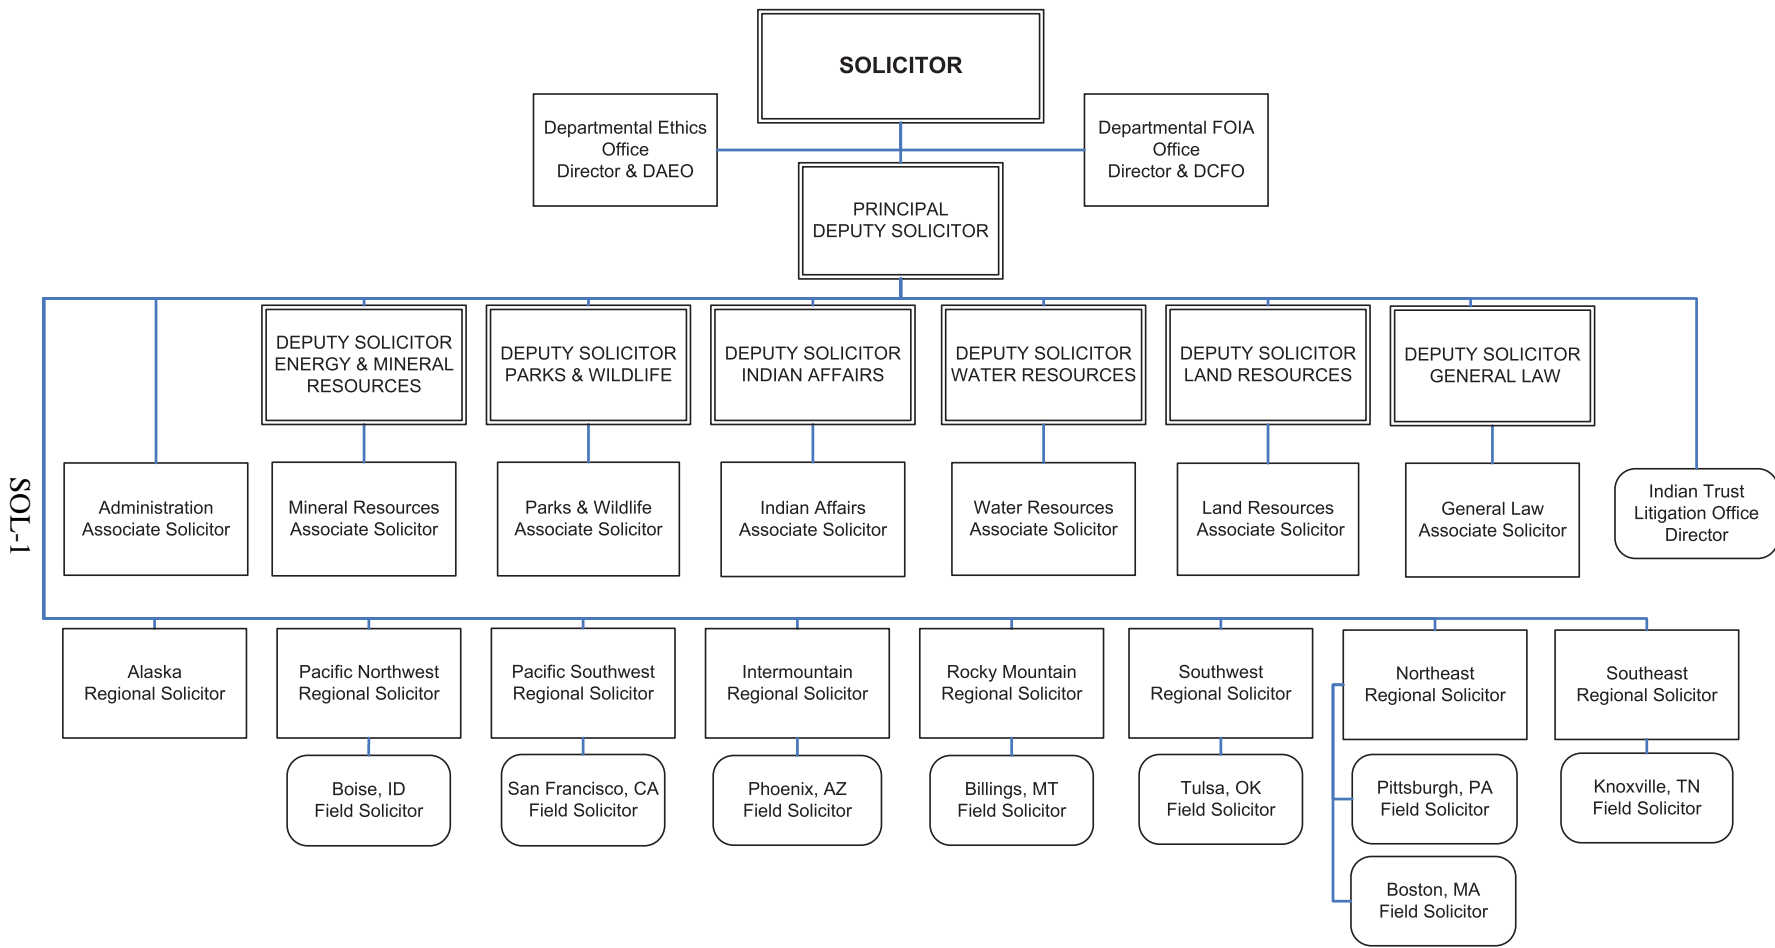 SOLICITOR
Departmental Ethics
Office
Director & DAEO
Departmental FOIA
Office
Director & DCFO
PRINCIPAL
DEPUTY SOLICITOR
DEPUTY SOLICITOR
ENERGY & MINERAL
RESOURCES
DEPUTY SOLICITOR
PARKS & WILDLIFE
DEPUTY SOLICITOR
INDIAN AFFAIRS
DEPUTY SOLICITOR
WATER RESOURCES
DEPUTY SOLICITOR
LAND RESOURCES
DEPUTY SOLICITOR
GENERAL LAW
Administration
Associate Solicitor
Mineral Resources
Associate Solicitor
Parks & Wildlife
Associate Solicitor
Indian Affairs
Associate Solicitor
Water Resources
Associate Solicitor
Land Resources
Associate Solicitor
General Law
Associate Solicitor
Indian Trust
Litigation Office
Director
SOL-1
Alaska
Regional Solicitor
Pacific Northwest
Regional Solicitor
Pacific Southwest
Regional Solicitor
Intermountain
Regional Solicitor
Rocky Mountain
Regional Solicitor
Southwest
Regional Solicitor
Northeast
Regional Solicitor
Southeast
Regional Solicitor
Boise, ID
Field Solicitor
San Francisco, CA
Field Solicitor
Phoenix, AZ
Field Solicitor
Billings, MT
Field Solicitor
Tulsa, OK
Field Solicitor
Pittsburgh, PA
Field Solicitor
Knoxville, TN
Field Solicitor
Boston, MA
Field Solicitor